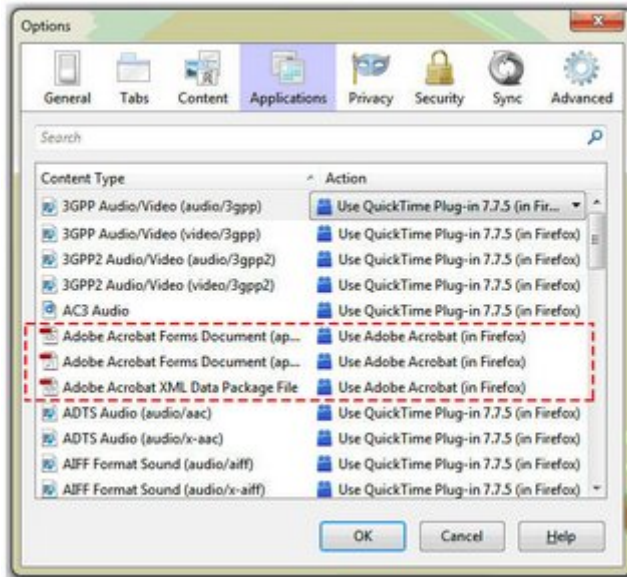 Options
General Tabs Content Applications Privacy Security Sync Advanced
Search
Content Type Action
3GPP Audio/Video (audio/3gpp) Use QuickTime Plug-in 7.7.5 (in Fir...
3GPP Audio/Video (video/3gpp) Use QuickTime Plug-in 7.7.5 (in Firefox)
3GPP2 Audio/Video (audio/3gpp2) Use QuickTime Plug-in 7.7.5 (in Firefox)
3GPP2 Audio/Video (video/3gpp2) Use QuickTime Plug-in 7.7.5 (in Firefox)
AC3 Audio Use QuickTime Plug-in 7.7.5 (in Firefox)
Adobe Acrobat Forms Document (ap... Use Adobe Acrobat (in Firefox)
Adobe Acrobat Forms Document (ap... Use Adobe Acrobat (in Firefox)
Adobe Acrobat XML Data Package File Use Adobe Acrobat (in Firefox)
ADTS Audio (audio/aac) Use QuickTime Plug-in 7.7.5 (in Firefox)
ADTS Audio (audio/x-aac) Use QuickTime Plug-in 7.7.5 (in Firefox)
AIFF Format Sound (audio/aiff) Use QuickTime Plug-in 7.7.5 (in Firefox)
AIFF Format Sound (audio/x-aiff) Use QuickTime Plug-in 7.7.5 (in Firefox)
OK Cancel Help